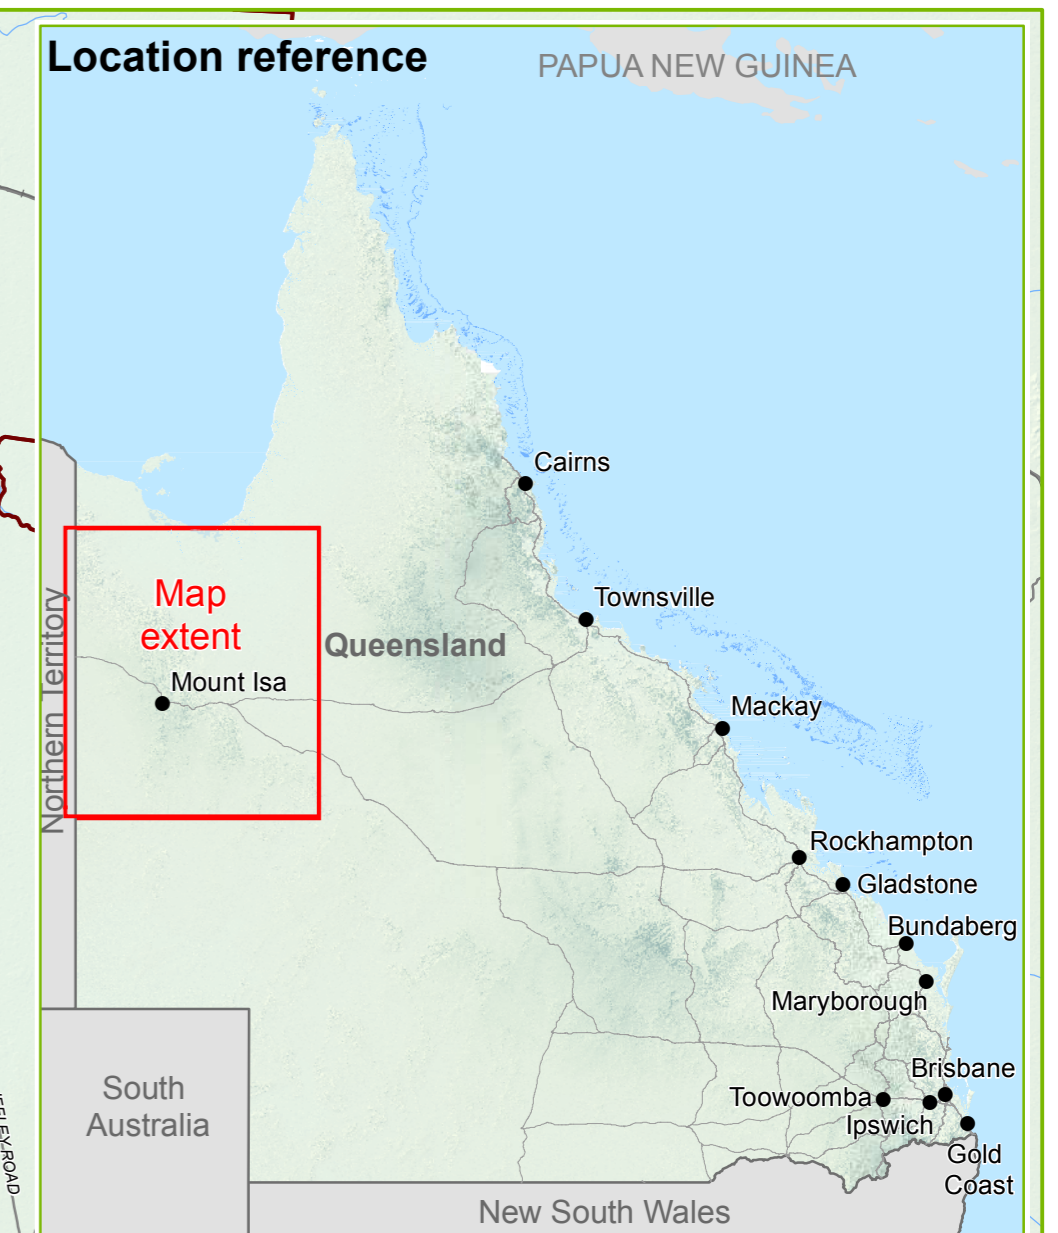 Location reference
PAPUA NEW GUINEA
Cairns
Map
extent
Townsville
Queensland
Northern Territory
Mount Isa
Mackay
Rockhampton
Gladstone
Bundaberg
Maryborough
Brisbane
Toowoomba
Ipswich
South
Australia
Gold
Coast
New South Wales
ROAD